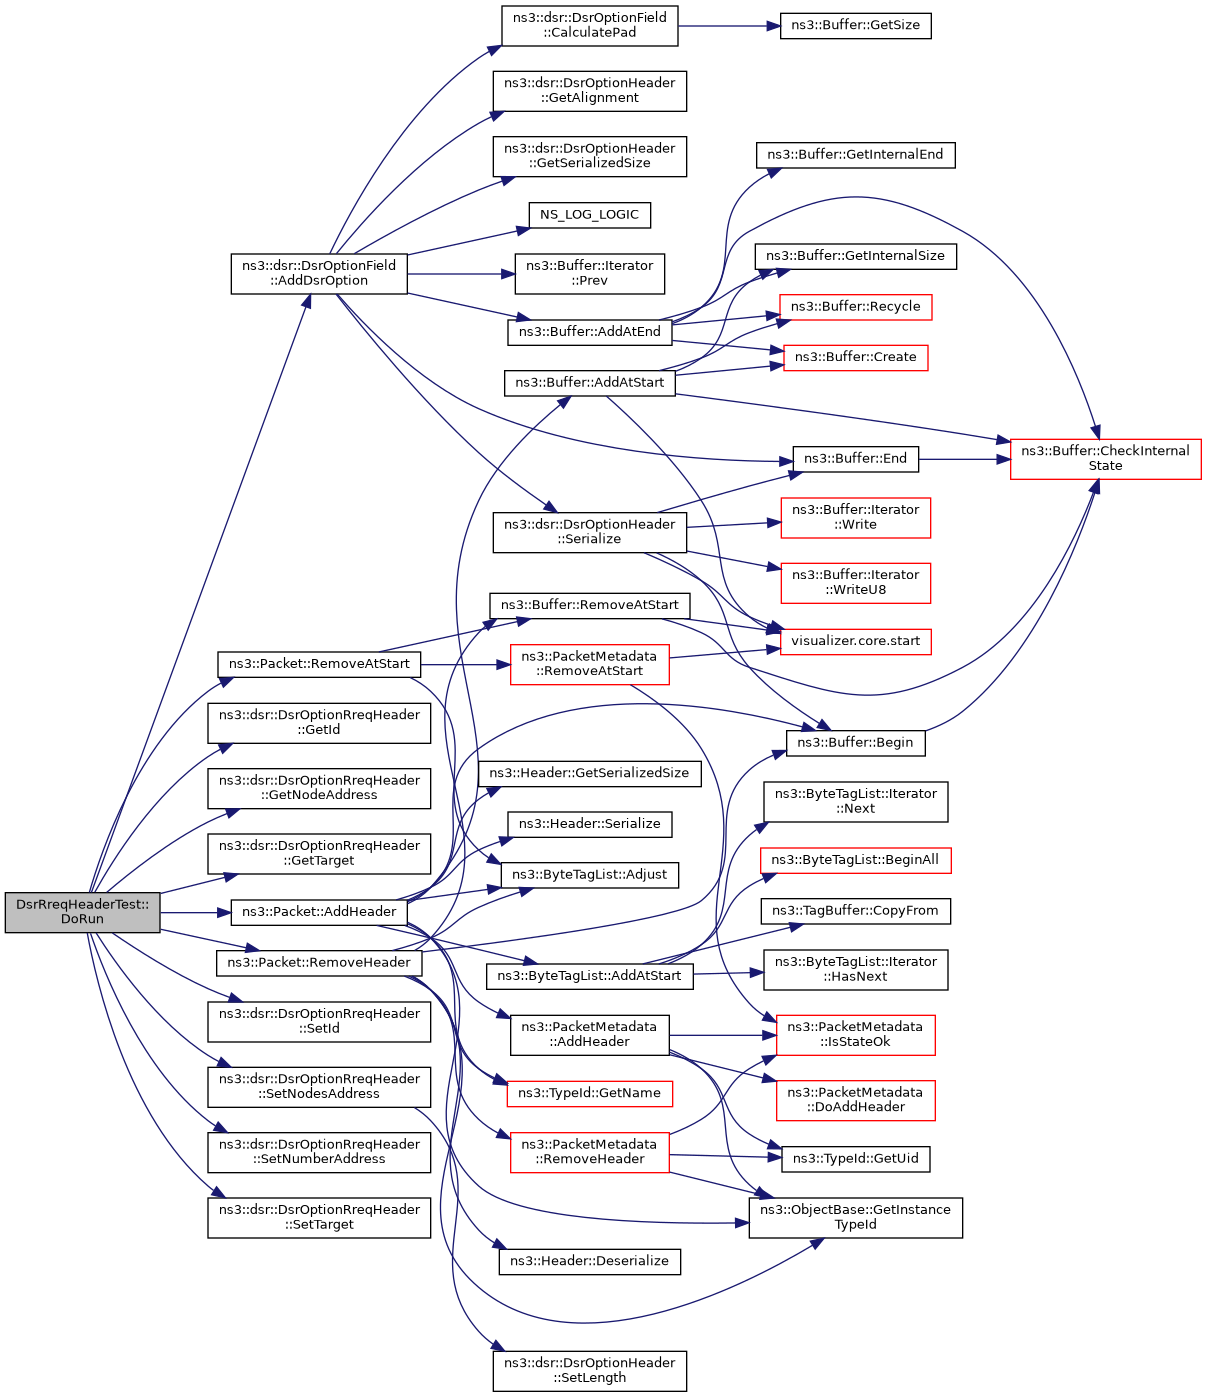 DsrRreqHeaderTest::
DoRun
ns3::dsr::DsrOptionField
::AddDsrOption
ns3::Packet::RemoveAtStart
ns3::dsr::DsrOptionRreqHeader
::GetId
ns3::dsr::DsrOptionRreqHeader
::GetNodeAddress
ns3::dsr::DsrOptionRreqHeader
::GetTarget
ns3::Packet::AddHeader
ns3::Packet::RemoveHeader
ns3::dsr::DsrOptionRreqHeader
::SetId
ns3::dsr::DsrOptionRreqHeader
::SetNodesAddress
ns3::dsr::DsrOptionRreqHeader
::SetNumberAddress
ns3::dsr::DsrOptionRreqHeader
::SetTarget
ns3::dsr::DsrOptionField
::CalculatePad
ns3::dsr::DsrOptionHeader
::GetAlignment
ns3::dsr::DsrOptionHeader
::GetSerializedSize
NS_LOG_LOGIC
ns3::Buffer::Iterator
::Prev
ns3::Buffer::AddAtEnd
ns3::Buffer::AddAtStart
ns3::dsr::DsrOptionHeader
::Serialize
ns3::Buffer::RemoveAtStart
ns3::PacketMetadata
::RemoveAtStart
ns3::Header::GetSerializedSize
ns3::Header::Serialize
ns3::ByteTagList::Adjust
ns3::ByteTagList::AddAtStart
ns3::PacketMetadata
::AddHeader
ns3::TypeId::GetName
ns3::PacketMetadata
::RemoveHeader
ns3::Header::Deserialize
ns3::dsr::DsrOptionHeader
::SetLength
ns3::Buffer::GetSize
ns3::Buffer::GetInternalEnd
ns3::Buffer::GetInternalSize
ns3::Buffer::Recycle
ns3::Buffer::Create
ns3::Buffer::End
ns3::Buffer::Iterator
::Write
ns3::Buffer::Iterator
::WriteU8
visualizer.core.start
ns3::Buffer::Begin
ns3::ByteTagList::Iterator
::Next
ns3::ByteTagList::BeginAll
ns3::TagBuffer::CopyFrom
ns3::ByteTagList::Iterator
::HasNext
ns3::PacketMetadata
::IsStateOk
ns3::PacketMetadata
::DoAddHeader
ns3::TypeId::GetUid
ns3::ObjectBase::GetInstance
TypeId
ns3::Buffer::CheckInternal
State